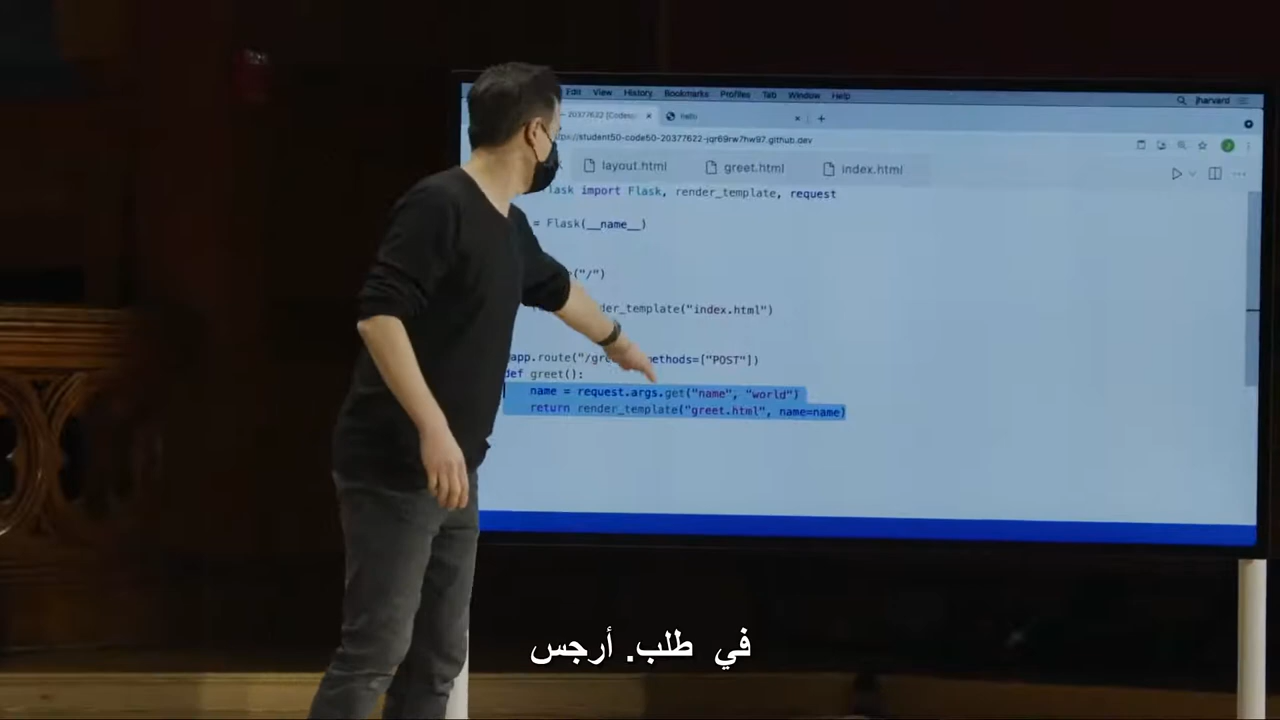 Edit View History Bookmarks Profiles Tab Window Help jharvard
hello
student50-code50-20377622-jqr69rw7hw97.github.dev
layout.html greet.html index.html
import Flask, render_template, request
= Flask(__name__)
("/")
der_template("index.html")
app.route("/gre methods=["POST"])
def greet():
name = request.args.get("name", "world")
return render_template("greet.html", name=name)
في طلب. أرجس